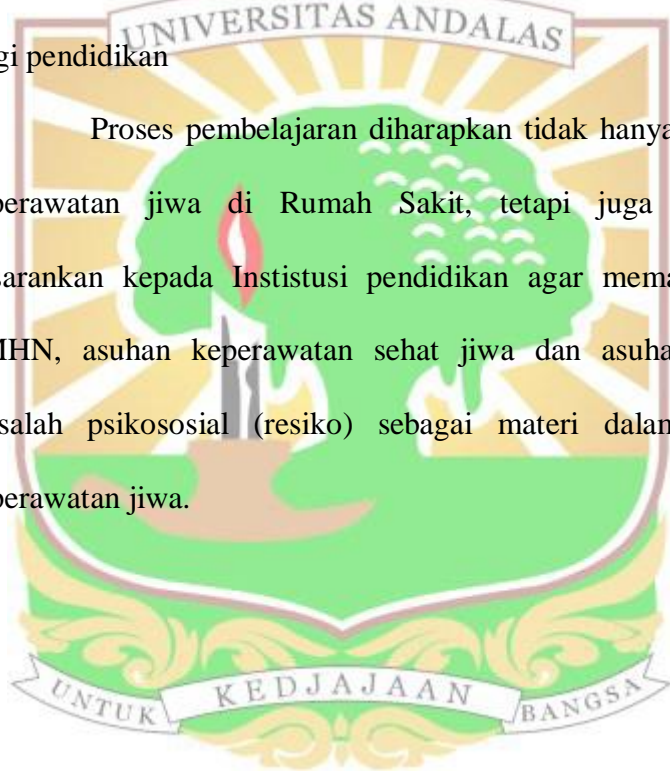 UNIVERSITAS ANDALAS
gi pendidikan
Proses pembelajaran diharapkan tidak hanya
perawatan jiwa di Rumah Sakit, tetapi juga
sarankan kepada Instistusi pendidikan agar mema
MHN, asuhan keperawatan sehat jiwa dan asuha
salah psikososial (resiko) sebagai materi dalam
perawatan jiwa.
UNTUK KEDJAJAAN BANGSA